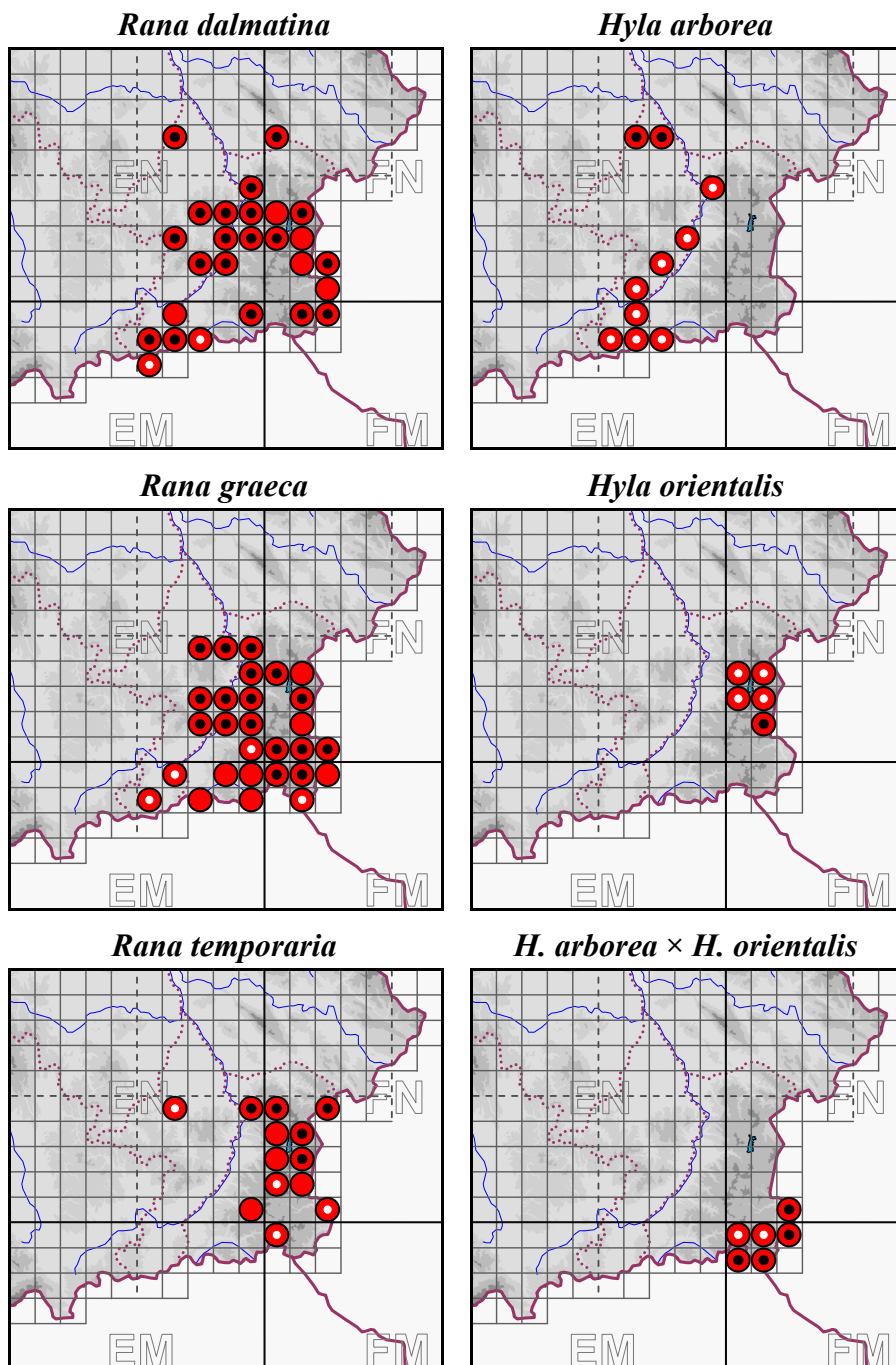 Rana dalmatina
Hyla arborea
EN
FN
EN
FN
EM
FM
EM
FM
Rana graeca
Hyla orientalis
EN
FN
EN
FN
EM
FM
EM
FM
Rana temporaria
H. arborea × H. orientalis
EN
FN
EN
FN
EM
FM
EM
FM